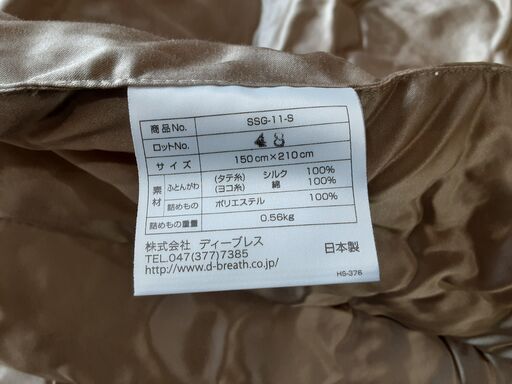 商品No. SSG-11-S
ロットNo. 48
サイズ 150cm×210cm
素材 ふとんがわ (タテ糸) シルク 100%
(ヨコ糸) 綿 100%
詰めもの ポリエステル 100%
詰めもの重量 0.56kg
株式会社 ディーブレス
TEL.047(377)7385
http://www.d-breath.co.jp/
日本製
HS-376